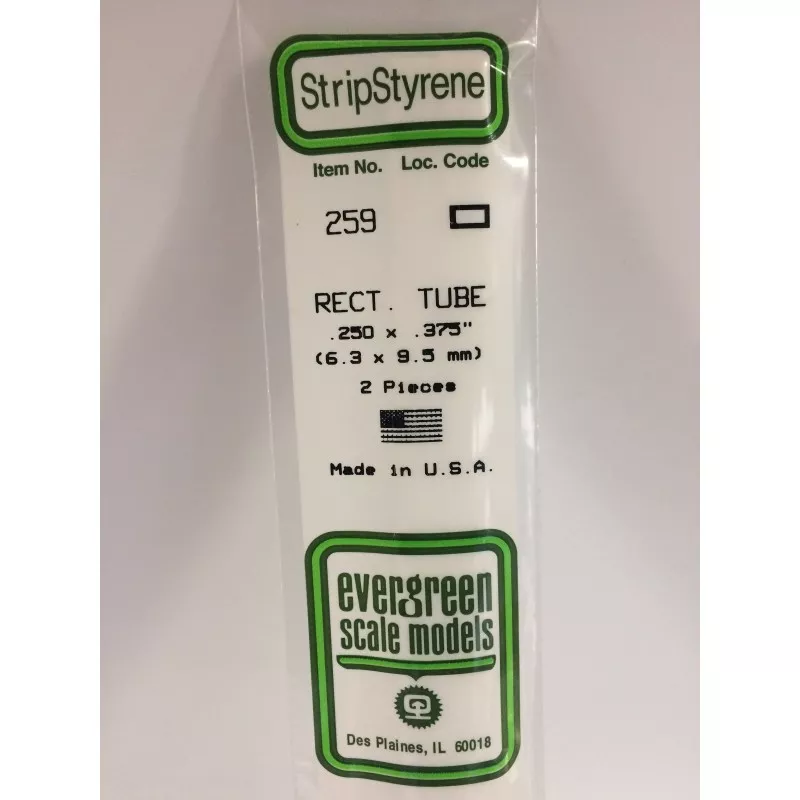 StripStyrene
Item No. Loc. Code
259
RECT. TUBE
.250 x .375"
(6.3 x 9.5 mm)
2 Pieces
Made in U.S.A.
evergreen
scale models
Des Plaines, IL 60018